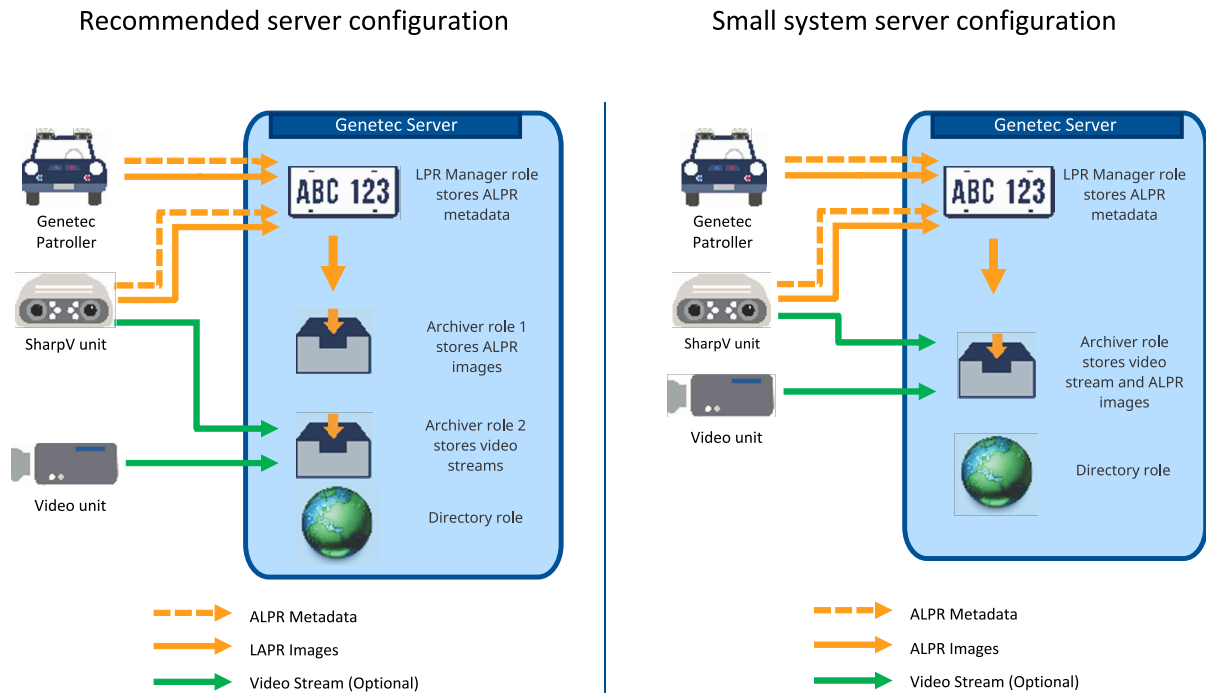 Recommended server configuration
Genetec Server
Genetec
Patroller
ABC 123
LPR Manager role
stores ALPR
metadata
SharpV unit
Archiver role 1
stores ALPR
images
Archiver role 2
stores video
streams
Video unit
Directory role
ALPR Metadata
LAPR Images
Video Stream (Optional)
Small system server configuration
Genetec Server
Genetec
Patroller
ABC 123
LPR Manager role
stores ALPR
metadata
SharpV unit
Archiver role
stores video
stream and ALPR
images
Video unit
Directory role
ALPR Metadata
ALPR Images
Video Stream (Optional)